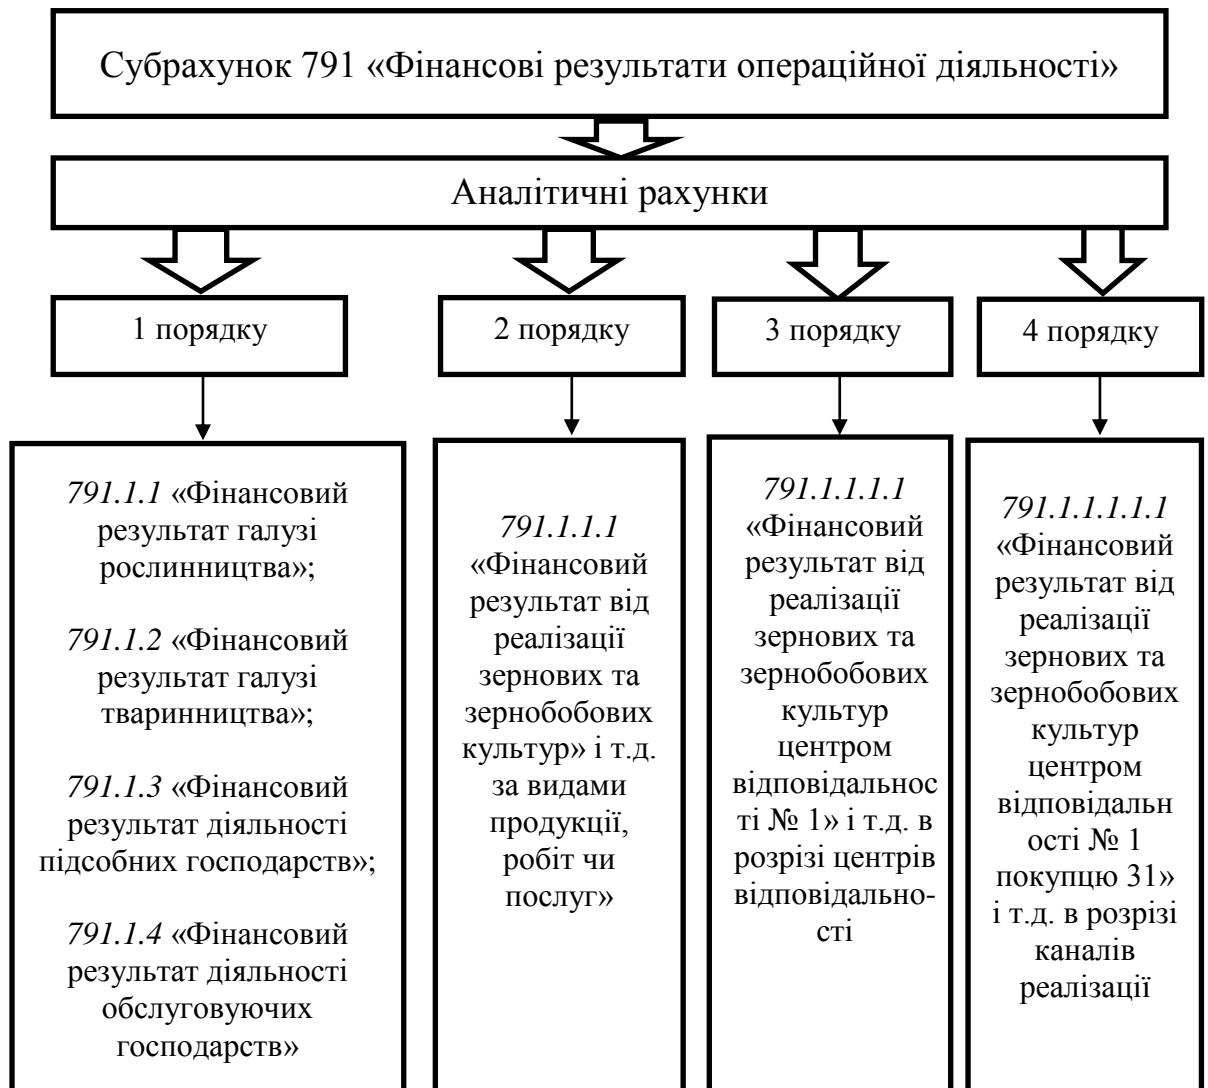 Субрахунок 791 «Фінансові результати операційної діяльності»
Аналітичні рахунки
1 порядку
2 порядку
3 порядку
4 порядку
791.1.1 «Фінансовий
результат галузі
рослинництва»;
791.1.2 «Фінансовий
результат галузі
тваринництва»;
791.1.3 «Фінансовий
результат діяльності
підсобних господарств»;
791.1.4 «Фінансовий
результат діяльності
обслуговуючих
господарств»
791.1.1.1
«Фінансовий
результат від
реалізації
зернових та
зернобобових
культур» і т.д.
за видами
продукції,
робіт чи
послуг»
791.1.1.1.1
«Фінансовий
результат від
реалізації
зернових та
зернобобових
культур
центром
відповідальнос
ті № 1» і т.д. в
розрізі центрів
відповідально-
сті
791.1.1.1.1.1
«Фінансовий
результат від
реалізації
зернових та
зернобобових
культур
центром
відповідальн
ості № 1
покупцю 31»
і т.д. в розрізі
каналів
реалізації